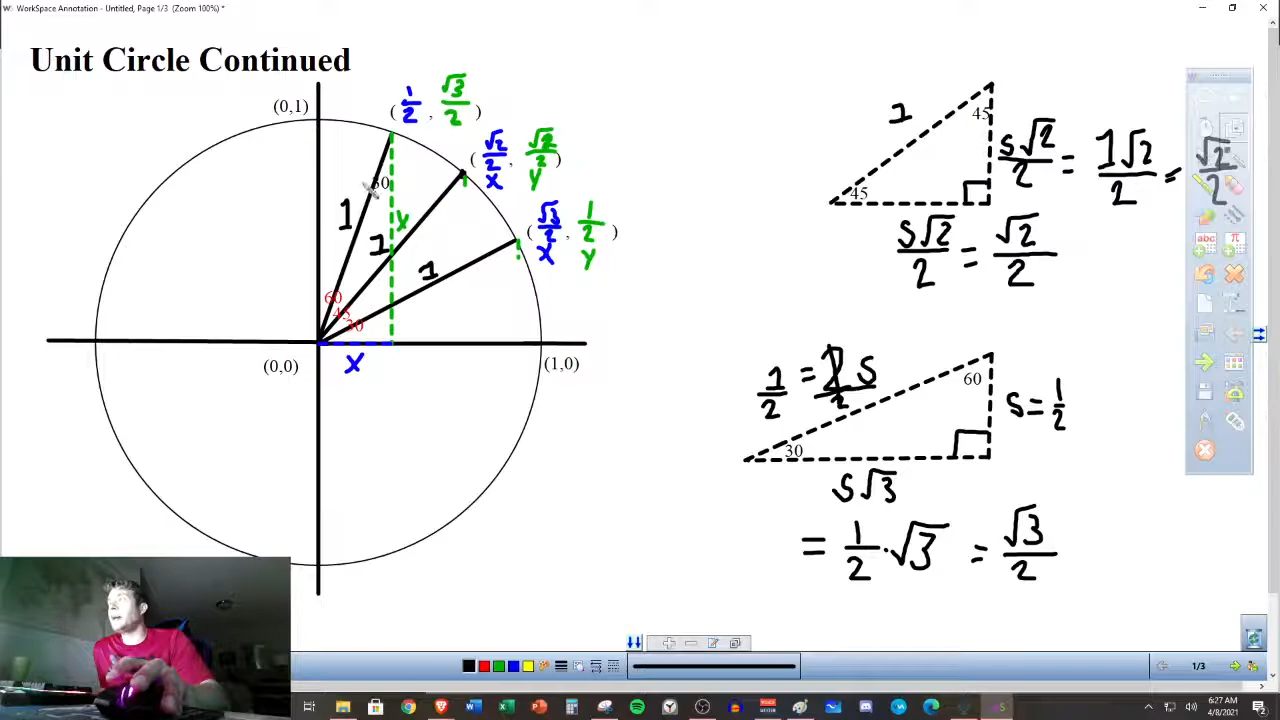 WorkSpace Annotation - Untitled, Page 1/3 (Zoom 100%) *
Unit Circle Continued
(0,1)
(1/2, √3/2)
(√2/2, √2/2)
x y
(√3/2, 1/2)
x y
1
1
1
x
60
45
30
(0,0)
x
(1,0)
1
45
45
s√2/2 = 1√2/2 = √2/2
s√2/2 = √2/2
1/2 = 2s/2
60
30
s = 1/2
s√3
= 1/2 · √3 = √3/2
abc
1/3
6:27 AM
4/8/2021